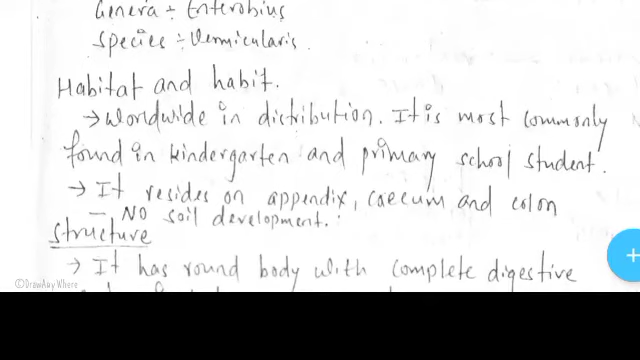 Genera ÷ Enterobius
Species ÷ Vermicularis
Habitat and habit.
→ Worldwide in distribution. It is most commonly
found in kindergarten and primary school student.
→ It resides on appendix, caecum and colon
— NO soil development.
structure
→ It has round body with complete digestive
©DrawAny Where